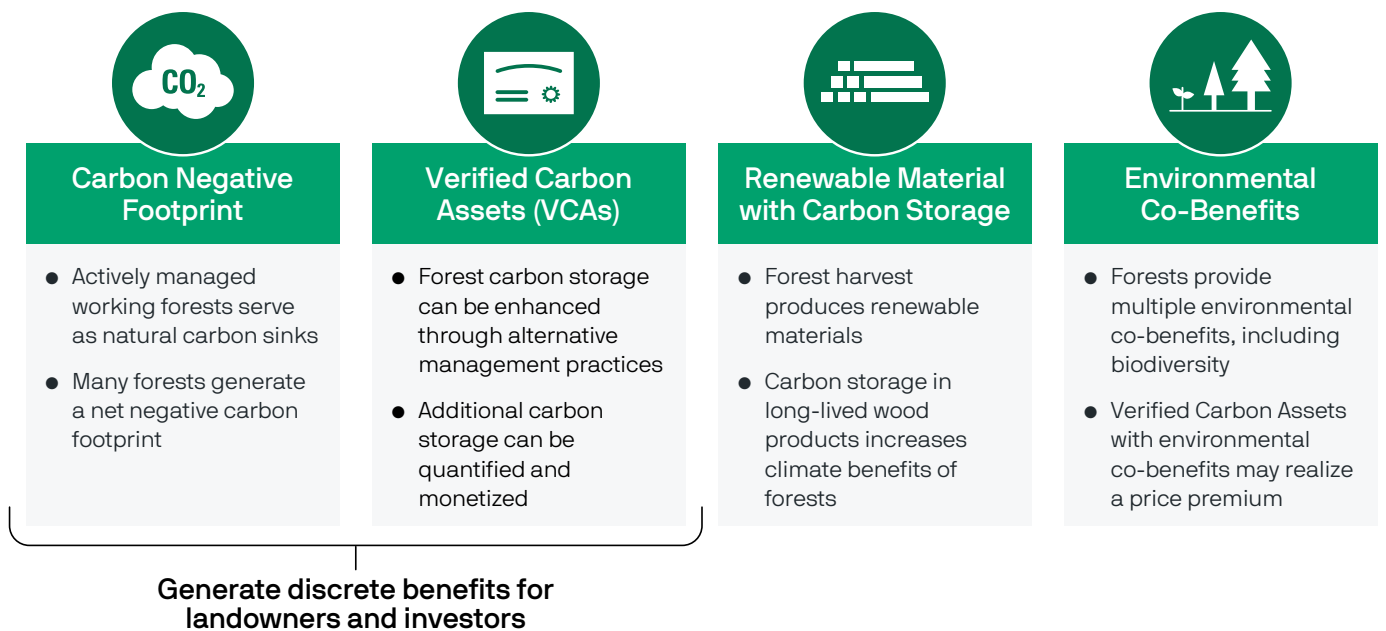 CO₂
Carbon Negative
Footprint
● Actively managed
working forests serve
as natural carbon sinks
● Many forests generate
a net negative carbon
footprint
Verified Carbon
Assets (VCAs)
● Forest carbon storage
can be enhanced
through alternative
management practices
● Additional carbon
storage can be
quantified and
monetized
Renewable Material
with Carbon Storage
● Forest harvest
produces renewable
materials
● Carbon storage in
long-lived wood
products increases
climate benefits of
forests
Environmental
Co-Benefits
● Forests provide
multiple environmental
co-benefits, including
biodiversity
● Verified Carbon Assets
with environmental
co-benefits may realize
a price premium
Generate discrete benefits for
landowners and investors